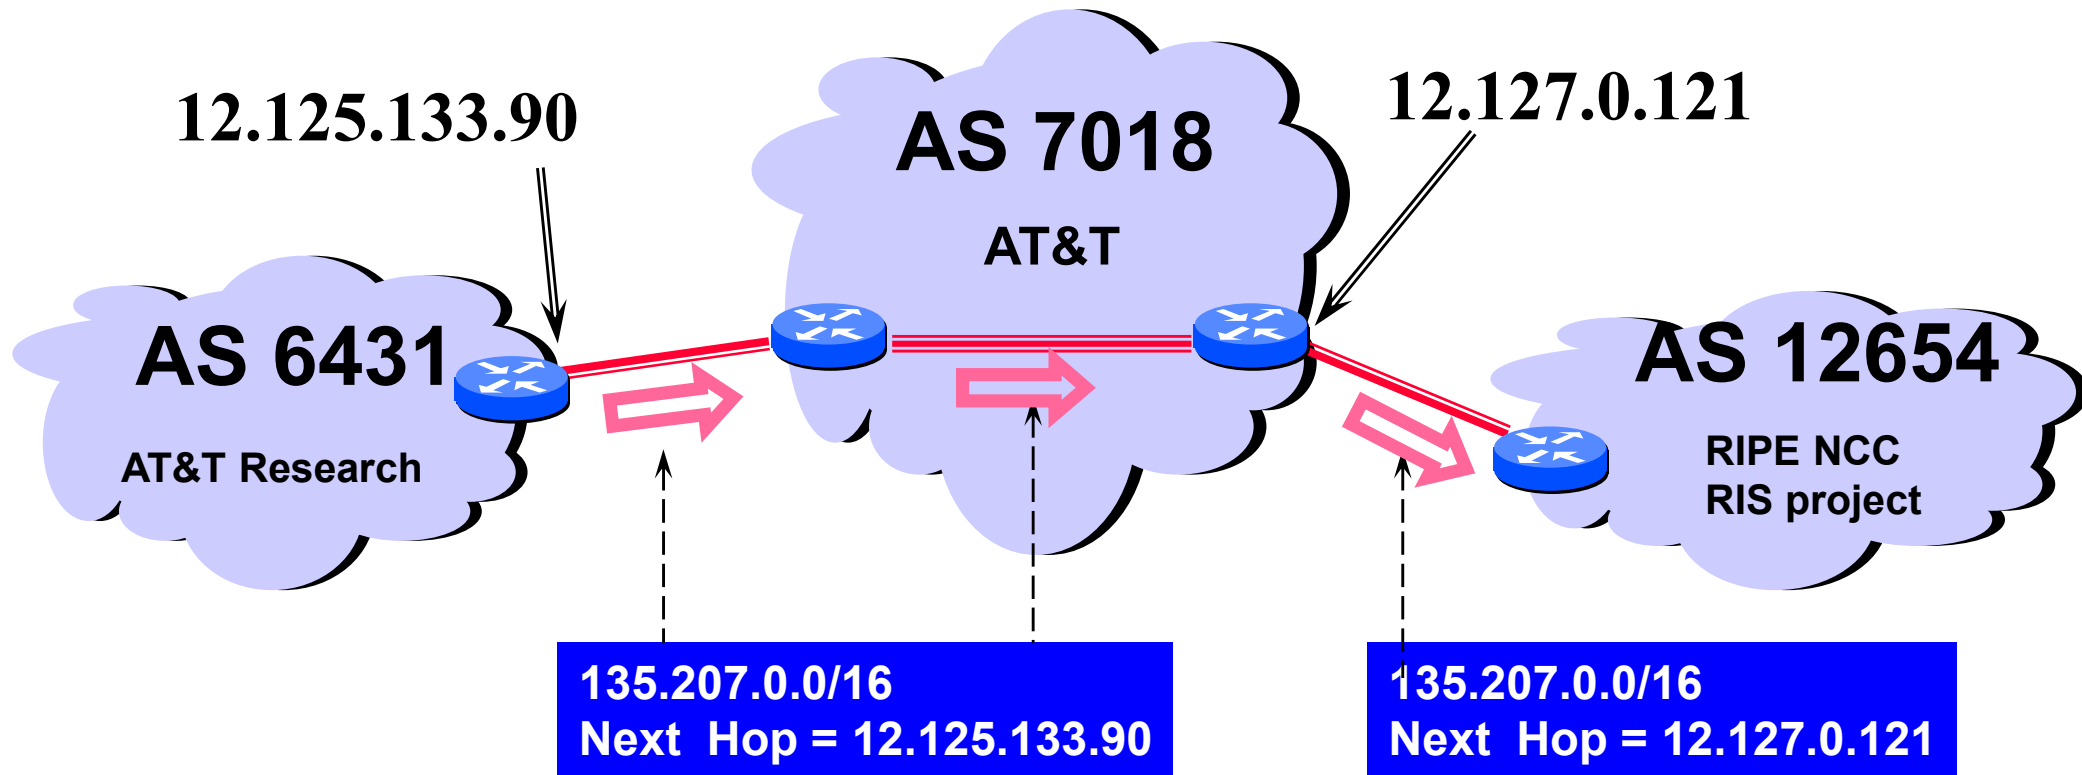 12.125.133.90
12.127.0.121
AS 7018
AT&T
AS 6431
AT&T Research
AS 12654
RIPE NCC
RIS project
135.207.0.0/16
Next Hop = 12.125.133.90
135.207.0.0/16
Next Hop = 12.127.0.121